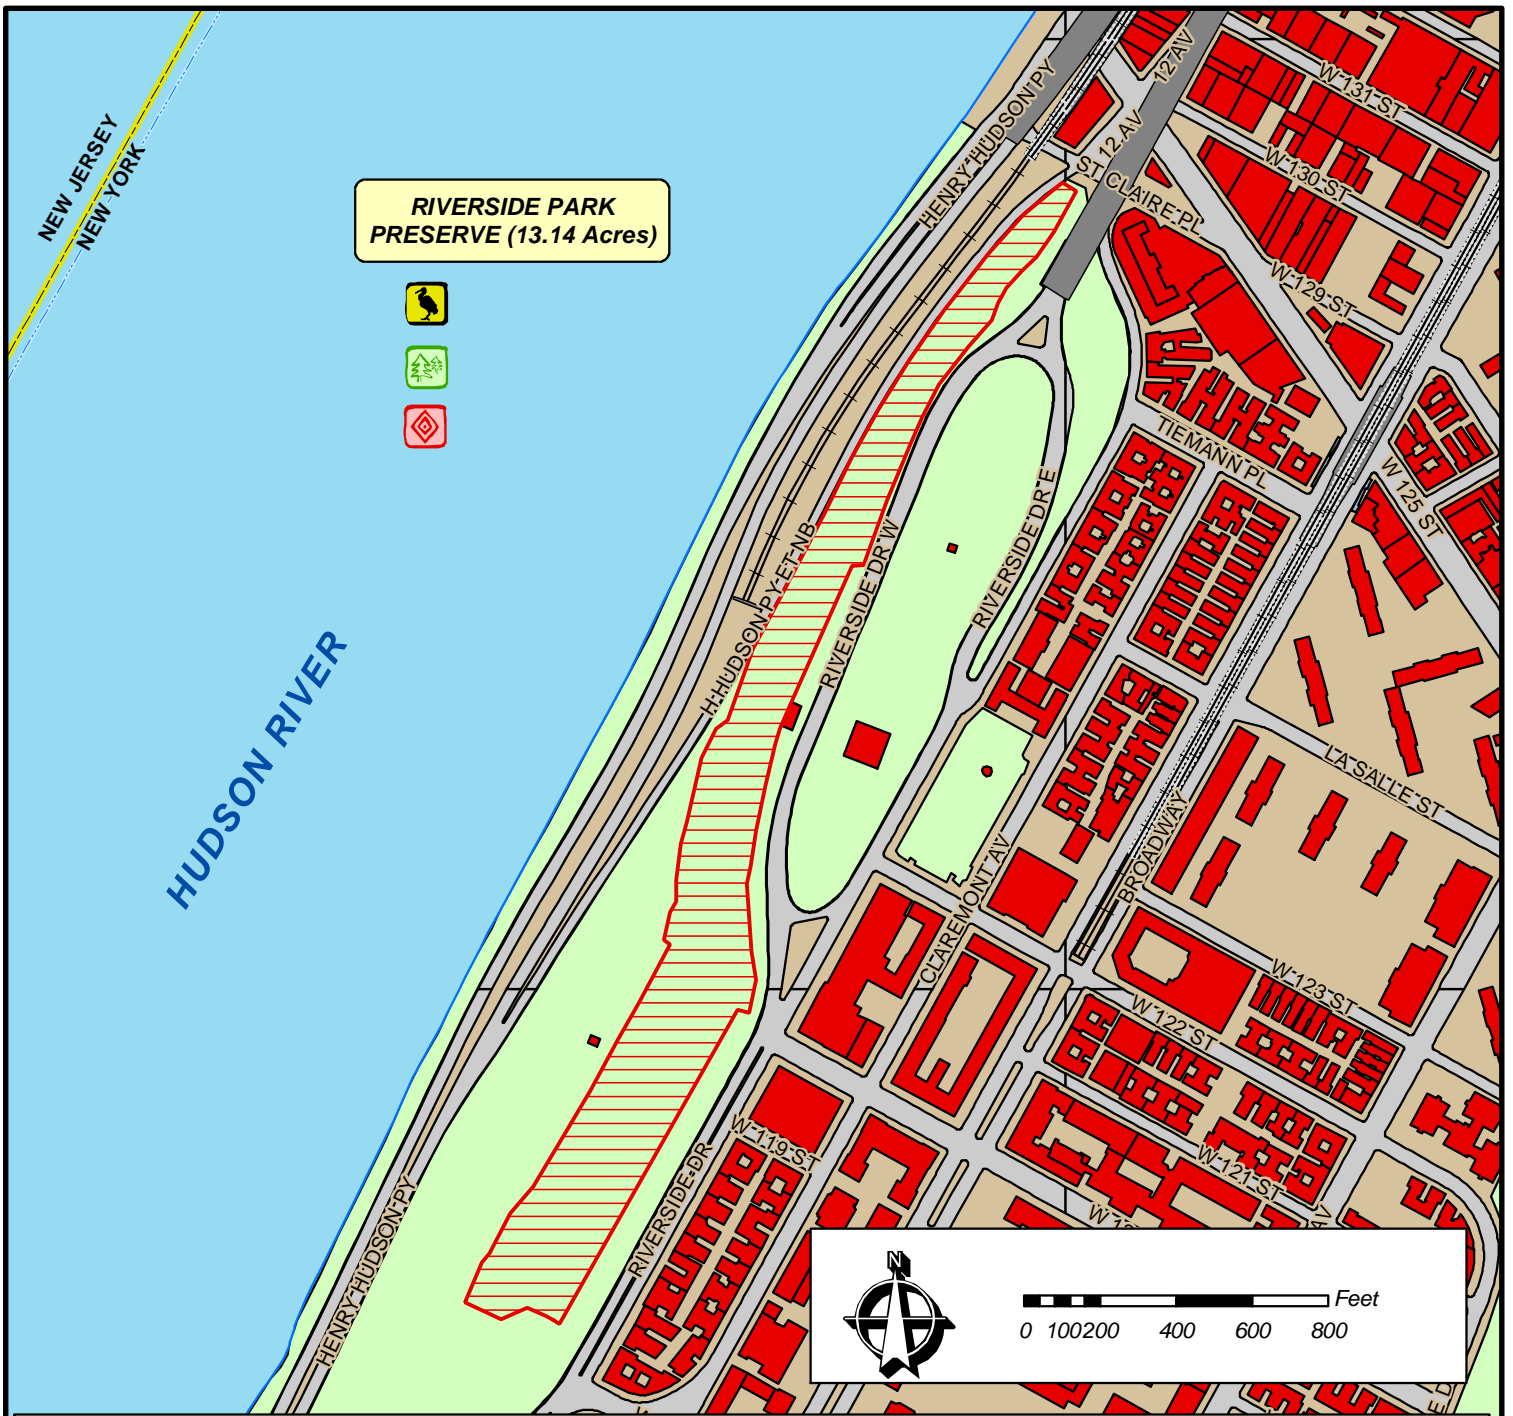 NEW JERSEY
NEW YORK
RIVERSIDE PARK
PRESERVE (13.14 Acres)
HUDSON RIVER
HENRY HUDSON PY
12 AV
12 AV
ST CLAIRE PL
W 131 ST
W 130 ST
W 129 ST
TIEMANN PL
W 125 ST
H HUDSON PY ET NB
RIVERSIDE DR W
RIVERSIDE DR E
LA SALLE ST
BROADWAY
CLAREMONT AV
W 123 ST
W 122 ST
W 121 ST
W 119 ST
RIVERSIDE DR
HENRY HUDSON PY
AV
N
Feet
0 100 200 400 600 800